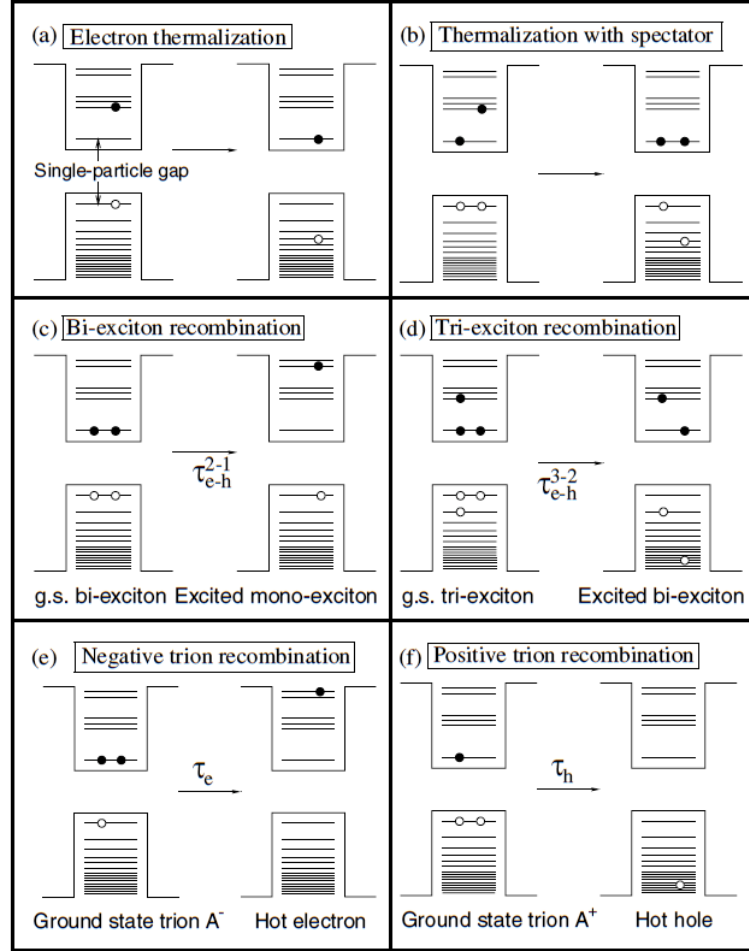 (a) Electron thermalization
Single-particle gap
(b) Thermalization with spectator
(c) Bi-exciton recombination
τ2-1e-h
g.s. bi-exciton Excited mono-exciton
(d) Tri-exciton recombination
τ3-2e-h
g.s. tri-exciton Excited bi-exciton
(e) Negative trion recombination
τe
Ground state trion A- Hot electron
(f) Positive trion recombination
τh
Ground state trion A+ Hot hole